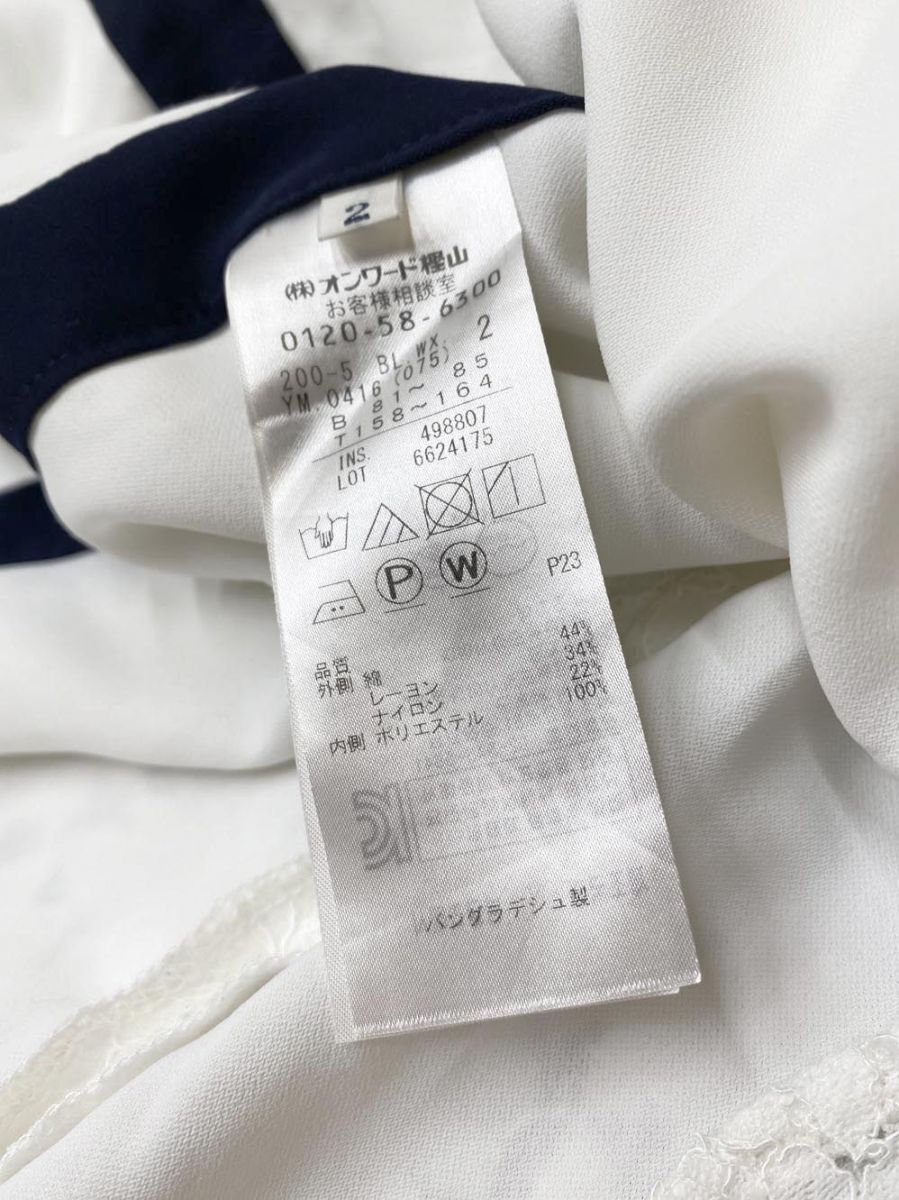 2
(株)オンワード樫山
お客様相談室
0120-58-6300
200-5 BL.WX. 2
YM.0416(075)
B 81～ 85
T158～164
INS. 498807
LOT 6624175
P W P23
品質
外側 綿 44%
レーヨン 34%
ナイロン 22%
内側 ポリエステル 100%
バングラデシュ製